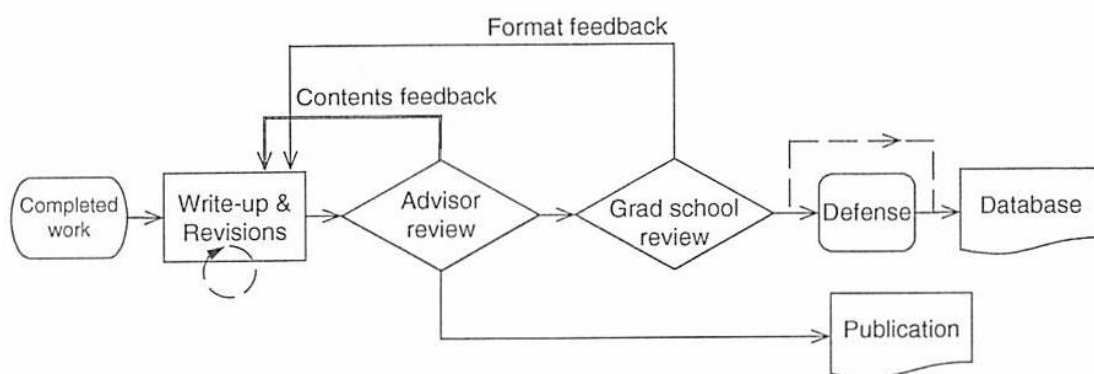 Format feedback
Contents feedback
Completed
work
Write-up &
Revisions
Advisor
review
Grad school
review
Defense
Database
Publication